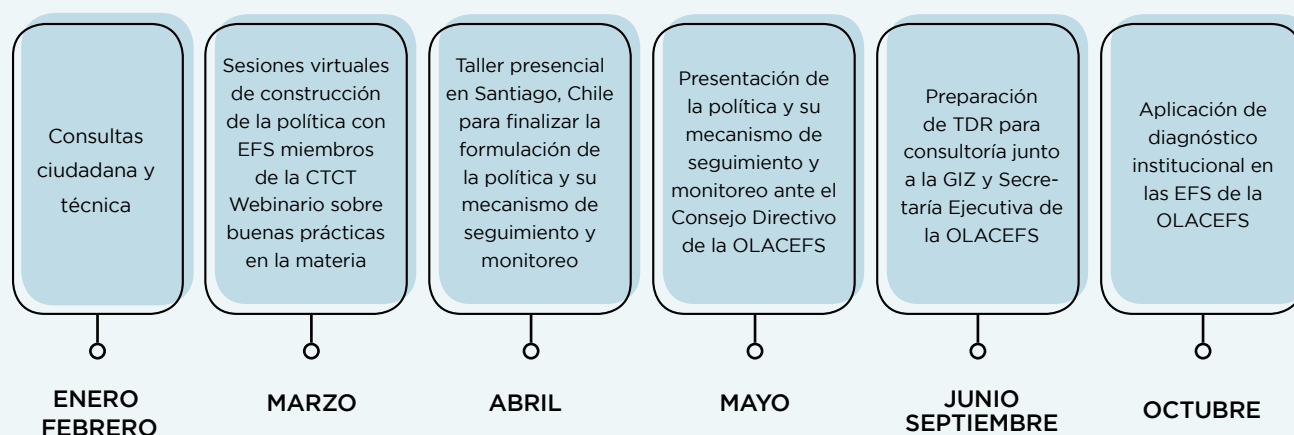 Consultas
ciudadana y
técnica
Sesiones virtuales
de construcción
de la política con
EFS miembros
de la CTCT
Webinario sobre
buenas prácticas
en la materia
Taller presencial
en Santiago, Chile
para finalizar la
formulación de
la política y su
mecanismo de
seguimiento y
monitoreo
Presentación de
la política y su
mecanismo de
seguimiento y
monitoreo ante el
Consejo Directivo
de la OLACEFS
Preparación
de TDR para
consultoría junto
a la GIZ y Secre-
taría Ejecutiva de
la OLACEFS
Aplicación de
diagnóstico
institucional en
las EFS de la
OLACEFS
ENERO
FEBRERO
MARZO
ABRIL
MAYO
JUNIO
SEPTIEMBRE
OCTUBRE